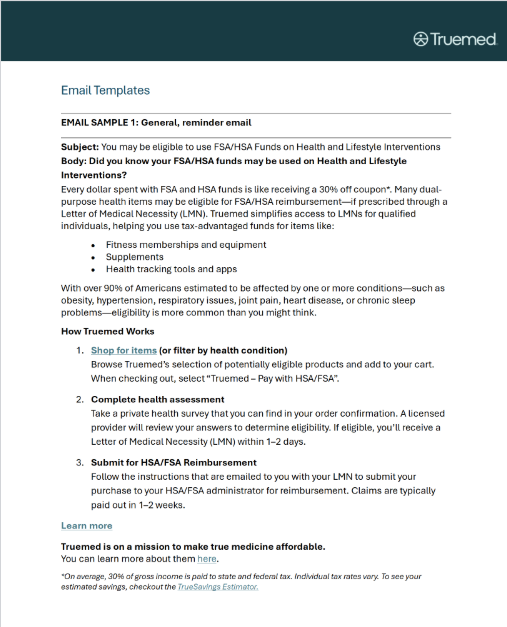 Truemed
Email Templates
EMAIL SAMPLE 1: General, reminder email
Subject: You may be eligible to use FSA/HSA Funds on Health and Lifestyle Interventions
Body: Did you know your FSA/HSA funds may be used on Health and Lifestyle
Interventions?
Every dollar spent with FSA and HSA funds is like receiving a 30% off coupon*. Many dual-
purpose health items may be eligible for FSA/HSA reimbursement—if prescribed through a
Letter of Medical Necessity (LMN). Truemed simplifies access to LMNs for qualified
individuals, helping you use tax-advantaged funds for items like:
• Fitness memberships and equipment
• Supplements
• Health tracking tools and apps
With over 90% of Americans estimated to be affected by one or more conditions—such as
obesity, hypertension, respiratory issues, joint pain, heart disease, or chronic sleep
problems—eligibility is more common than you might think.
How Truemed Works
1. Shop for items (or filter by health condition)
Browse Truemed's selection of potentially eligible products and add to your cart.
When checking out, select "Truemed – Pay with HSA/FSA".
2. Complete health assessment
Take a private health survey that you can find in your order confirmation. A licensed
provider will review your answers to determine eligibility. If eligible, you'll receive a
Letter of Medical Necessity (LMN) within 1–2 days.
3. Submit for HSA/FSA Reimbursement
Follow the instructions that are emailed to you with your LMN to submit your
purchase to your HSA/FSA administrator for reimbursement. Claims are typically
paid out in 1–2 weeks.
Learn more
Truemed is on a mission to make true medicine affordable.
You can learn more about them here.
*On average, 30% of gross income is paid to state and federal tax. Individual tax rates vary. To see your
estimated savings, checkout the TrueSavings Estimator.